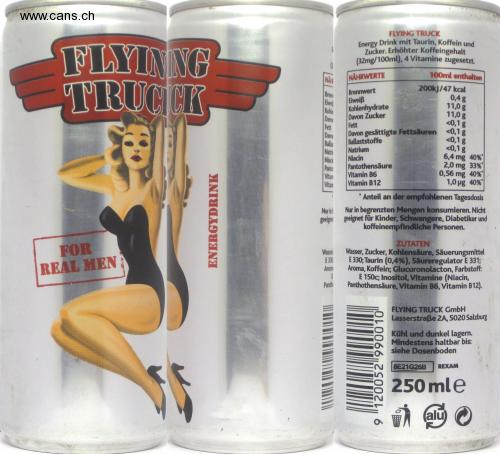 www.cans.ch
FLYING
TRUCK
FOR
REAL MEN
ENERGYDRINK
FLYING TRUCK
Energy Drink mit Taurin, Koffein und
Zucker. Erhöhter Koffeingehalt
(32mg/100ml), 4 Vitamine zugesetzt.
NÄHRWERTE 100ml enthalten
Brennwert 200kJ/47 kcal
Eiweiß 0,4 g
Kohlenhydrate 11,0 g
Davon Zucker 11,0 g
Fett <0,1 g
Davon gesättigte Fettsäuren <0,1 g
Ballaststoffe <0,1 g
Natrium <0,1 g
Niacin 6,4 mg 40%*
Pantothensäure 2,0 mg 33%*
Vitamin B6 0,56 mg 40%*
Vitamin B12 1,0 µg 40%*
* Anteil an der empfohlenen Tagesdosis
Nur in begrenzten Mengen konsumieren. Nicht
geeignet für Kinder, Schwangere, Diabetiker und
koffeinempfindliche Personen.
ZUTATEN
Wasser, Zucker, Kohlensäure, Säuerungsmittel
E 330; Taurin (0,4%), Säureregulator E 331;
Aroma, Koffein; Glucuronolacton, Farbstoff:
E 150c; Inositol, Vitamine (Niacin,
Panthothensäure, Vitamin B6, Vitamin B12).
FLYING TRUCK GmbH
Lasserstraße 2A, 5020 Salzburg
Kühl und dunkel lagern.
Mindestens haltbar bis:
siehe Dosenboden
BE21G26B REXAM
250 ml e
alu
9120052990010